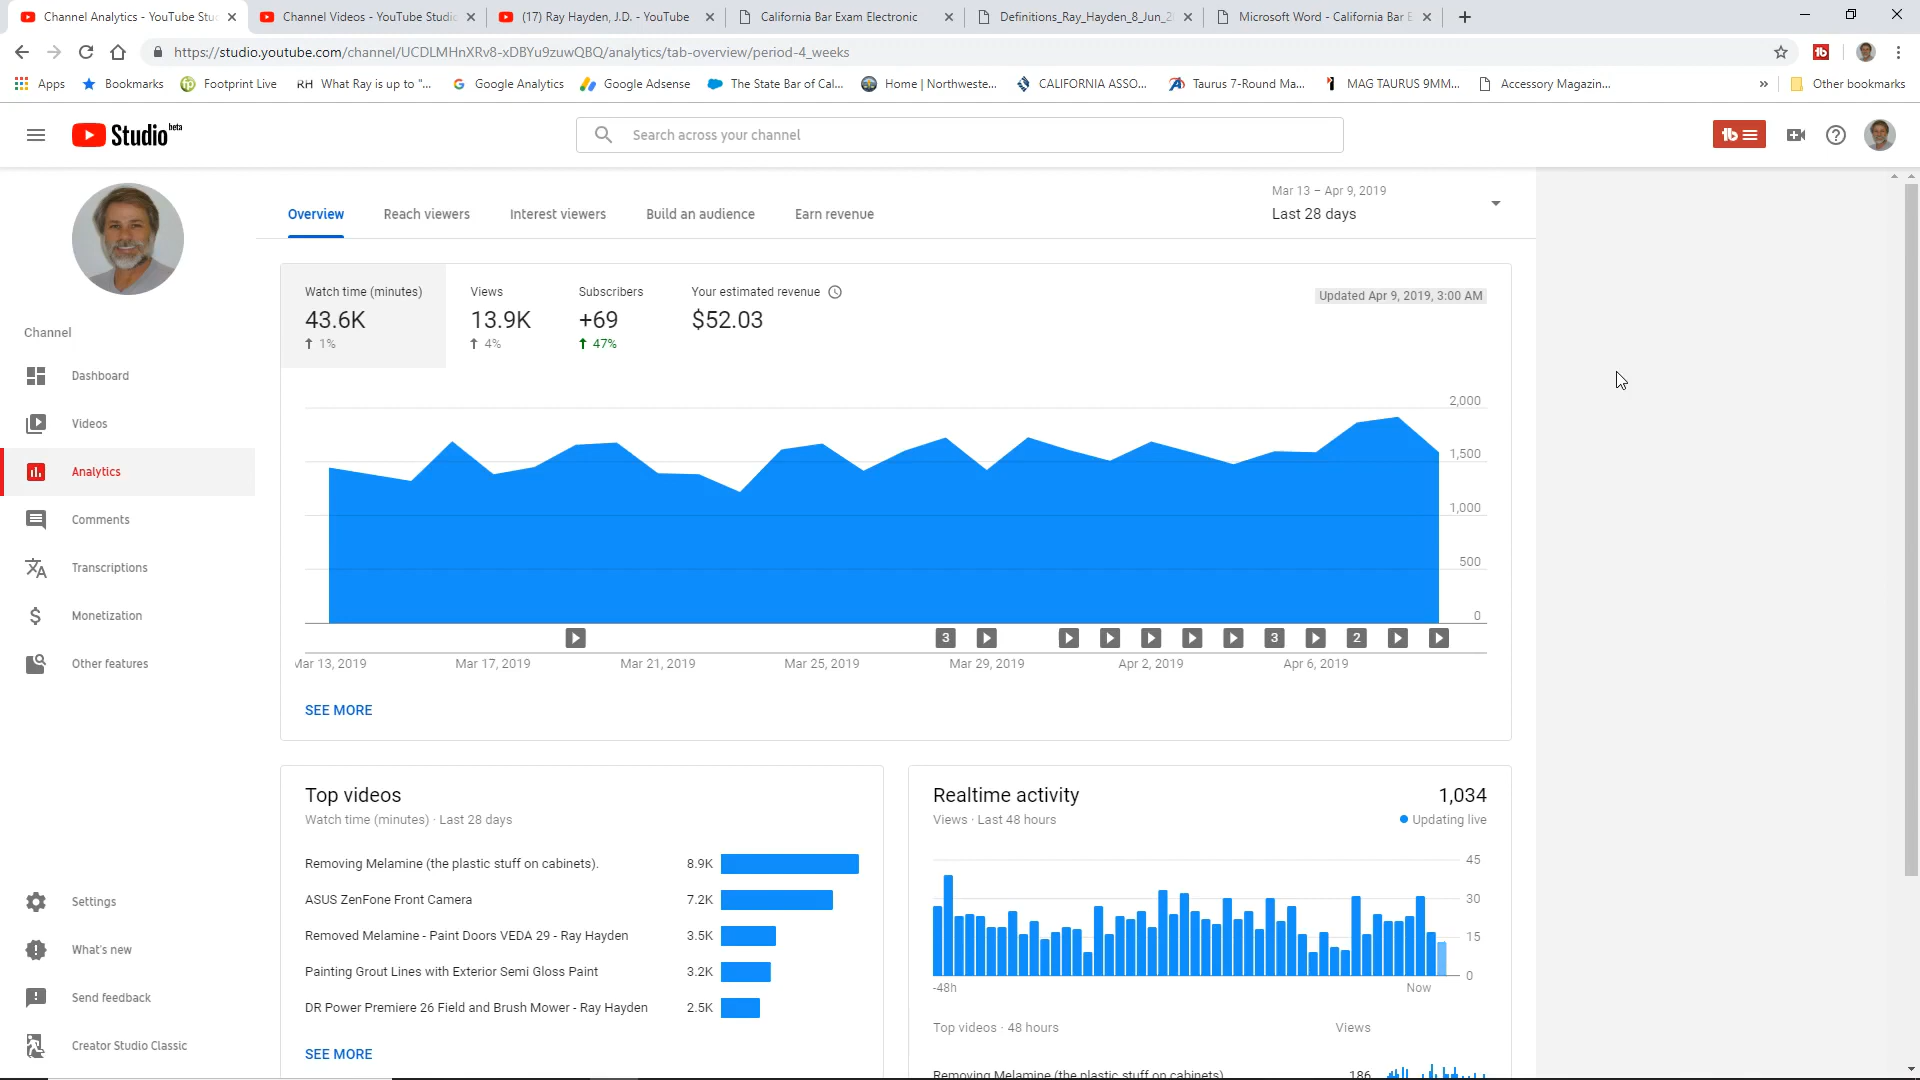 Channel Analytics - YouTube Stu
Channel Videos - YouTube Studio
(17) Ray Hayden, J.D. - YouTube
California Bar Exam Electronic
Definitions_Ray_Hayden_8_Jun_2
Microsoft Word - California Bar E
https://studio.youtube.com/channel/UCDLMHnXRv8-xDBYu9zuwQBQ/analytics/tab-overview/period-4_weeks
Apps
Bookmarks
Footprint Live
RH What Ray is up to "...
Google Analytics
Google Adsense
The State Bar of Cal...
Home | Northweste...
CALIFORNIA ASSO...
Taurus 7-Round Ma...
MAG TAURUS 9MM...
Accessory Magazin...
»
Other bookmarks
Studio beta
Search across your channel
Overview
Reach viewers
Interest viewers
Build an audience
Earn revenue
Mar 13 – Apr 9, 2019
Last 28 days
Channel
Dashboard
Videos
Analytics
Comments
Transcriptions
Monetization
Other features
Settings
What's new
Send feedback
Creator Studio Classic
Watch time (minutes)
43.6K
1%
Views
13.9K
4%
Subscribers
+69
47%
Your estimated revenue
$52.03
Updated Apr 9, 2019, 3:00 AM
2,000
1,500
1,000
500
0
3
3
2
Mar 13, 2019
Mar 17, 2019
Mar 21, 2019
Mar 25, 2019
Mar 29, 2019
Apr 2, 2019
Apr 6, 2019
SEE MORE
Top videos
Watch time (minutes) · Last 28 days
Removing Melamine (the plastic stuff on cabinets). 8.9K
ASUS ZenFone Front Camera 7.2K
Removed Melamine - Paint Doors VEDA 29 - Ray Hayden 3.5K
Painting Grout Lines with Exterior Semi Gloss Paint 3.2K
DR Power Premiere 26 Field and Brush Mower - Ray Hayden 2.5K
SEE MORE
Realtime activity
1,034
Views · Last 48 hours
Updating live
45
30
15
0
-48h
Now
Top videos · 48 hours
Views
Removing Melamine (the plastic stuff on cabinets). 186